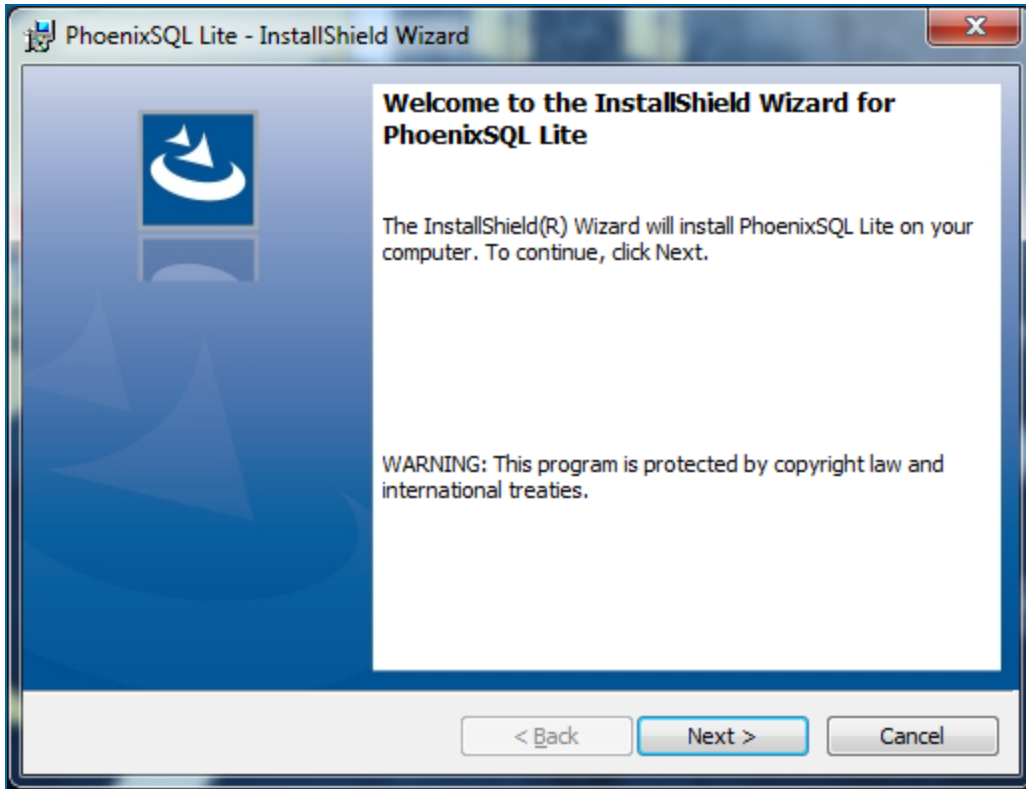 PhoenixSQL Lite - InstallShield Wizard
Welcome to the InstallShield Wizard for
PhoenixSQL Lite
The InstallShield(R) Wizard will install PhoenixSQL Lite on your
computer. To continue, click Next.
WARNING: This program is protected by copyright law and
international treaties.
< Back
Next >
Cancel